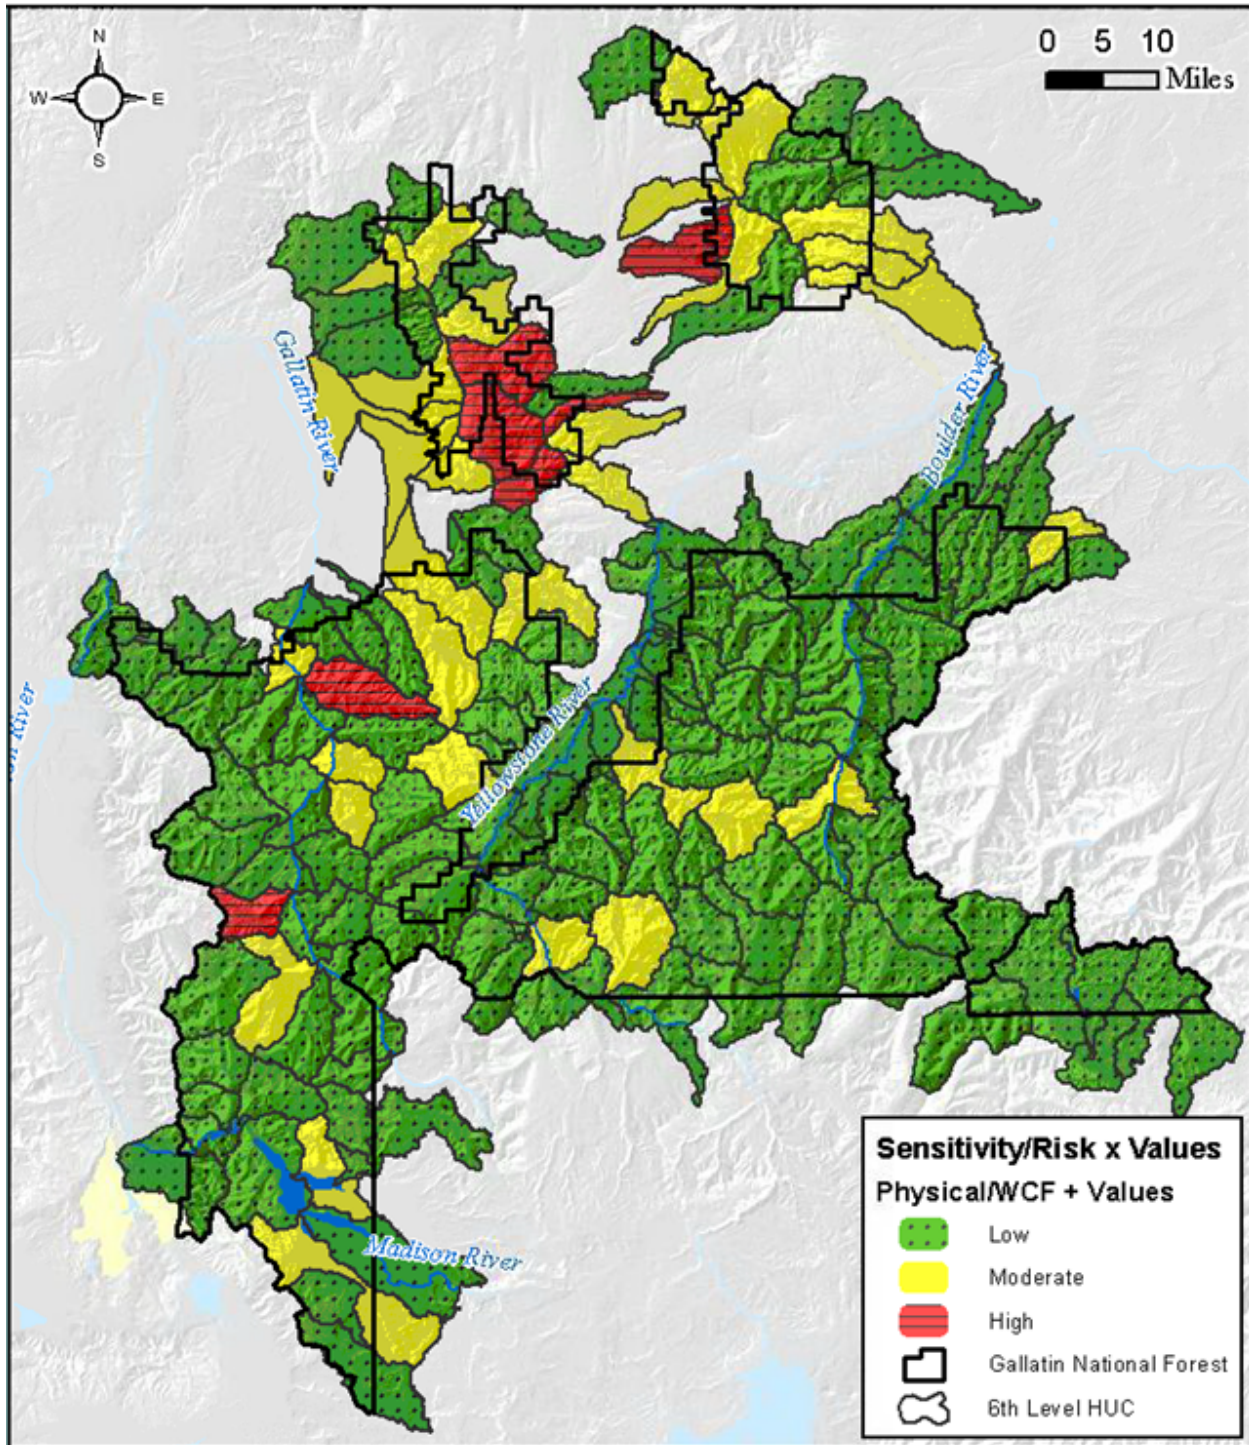 N
W E
S
0 5 10
Miles
Gallatin River
Boulder River
Yellowstone River
River
Madison River
Sensitivity/Risk x Values
Physical/WCF + Values
Low
Moderate
High
Gallatin National Forest
6th Level HUC